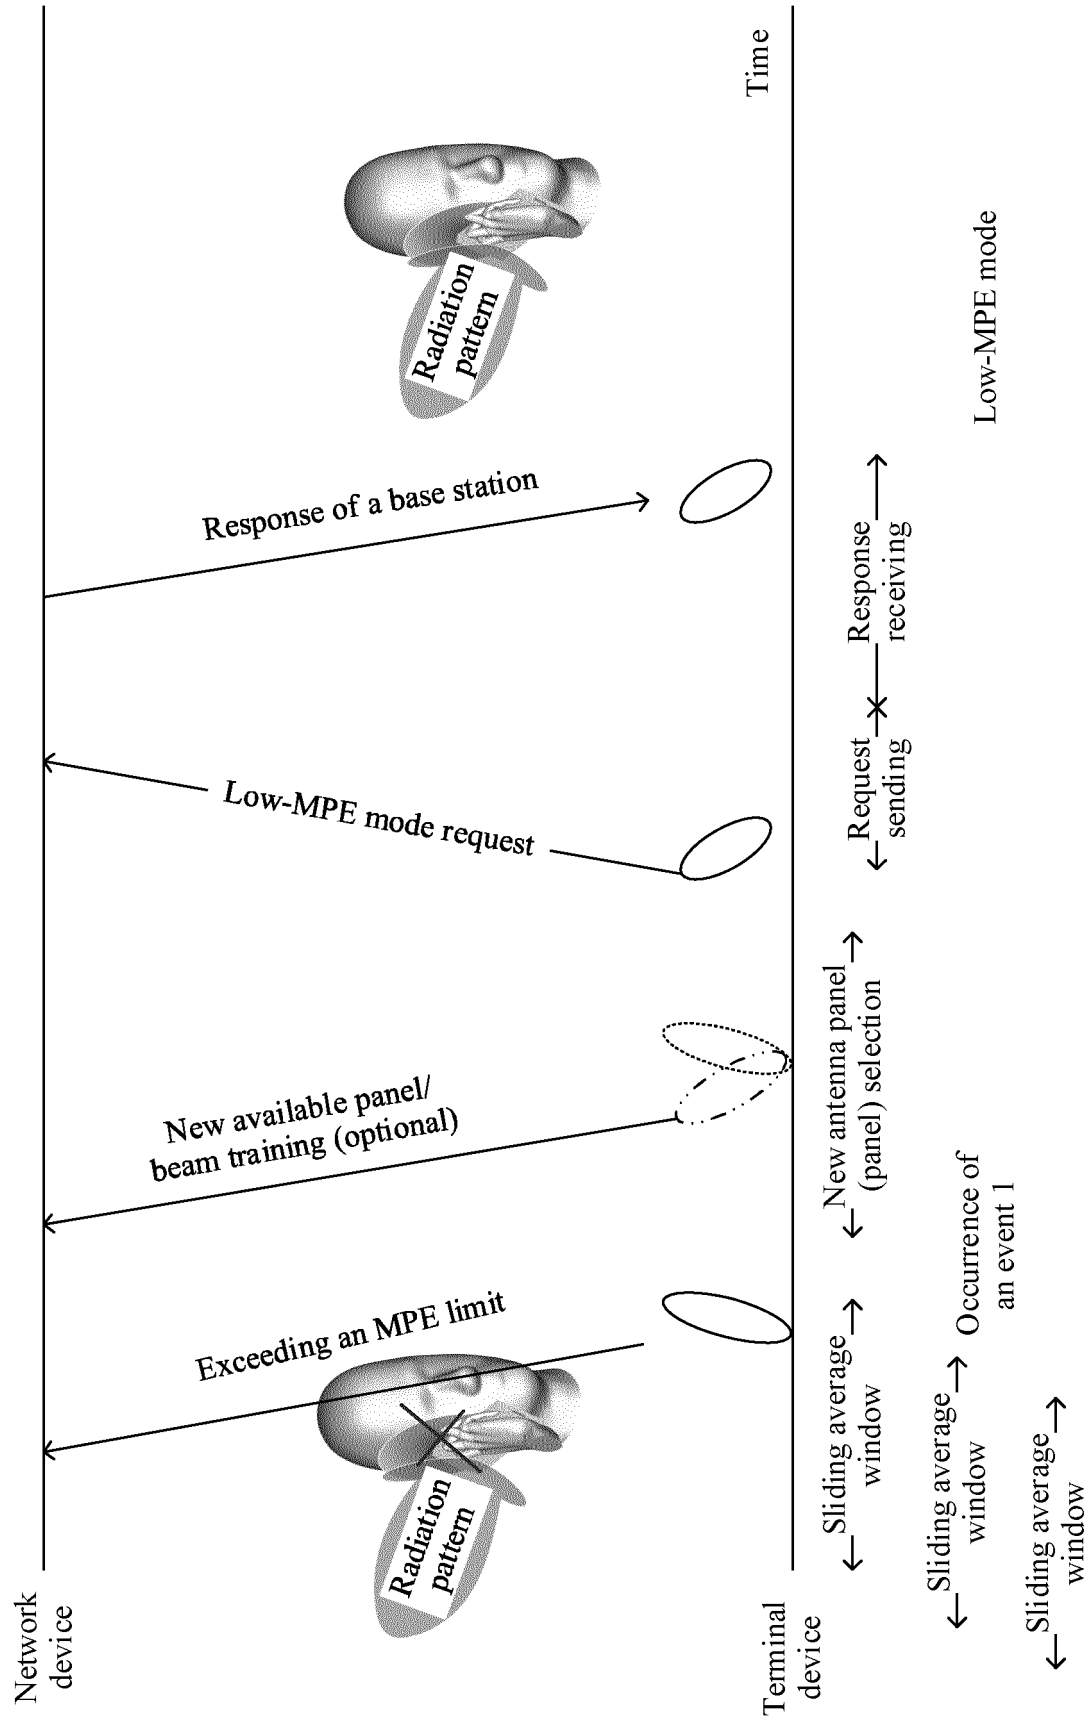 Network
device
Exceeding an MPE limit
New available panel/
beam training (optional)
Low-MPE mode request
Response of a base station
Radiation
pattern
Radiation
pattern
Terminal
device
Time
Sliding average
window
New antenna panel
(panel) selection
Request
sending
Response
receiving
Sliding average
window
Occurrence of
an event 1
Low-MPE mode
Sliding average
window